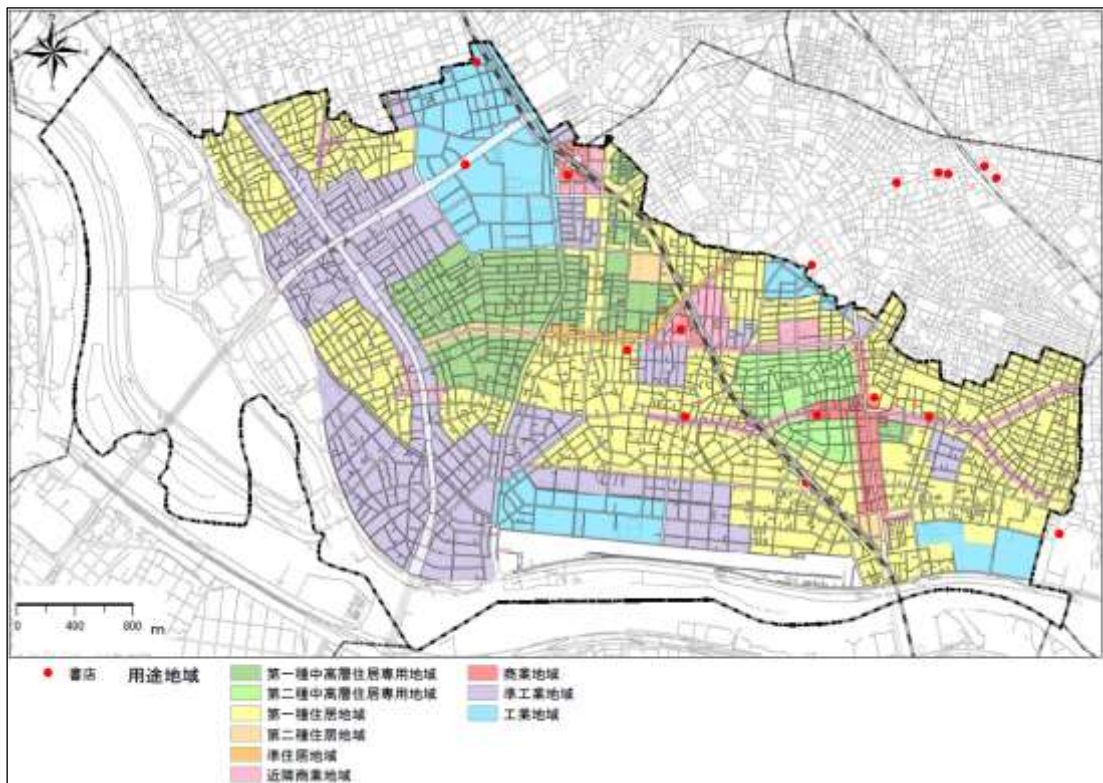 0 400 800 m
書店
用途地域
第一種中高層住居専用地域
第二種中高層住居専用地域
第一種住居地域
第二種住居地域
準住居地域
近隣商業地域
商業地域
準工業地域
工業地域